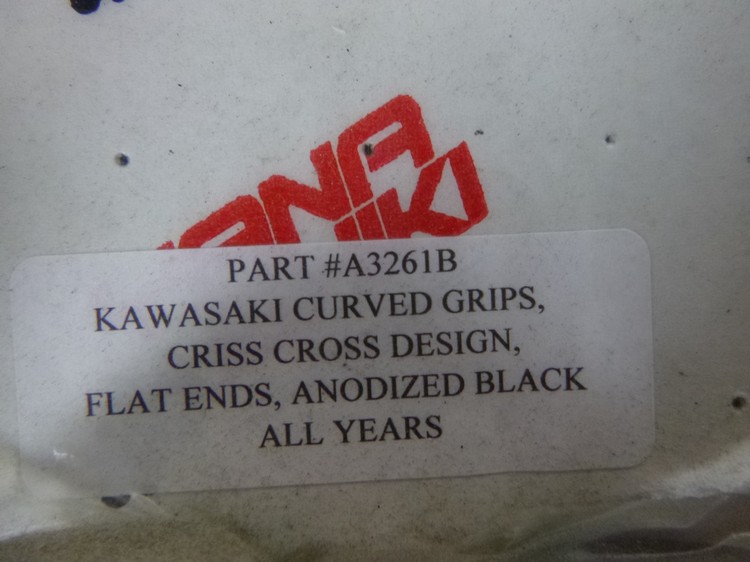 PART #A3261B
KAWASAKI CURVED GRIPS,
CRISS CROSS DESIGN,
FLAT ENDS, ANODIZED BLACK
ALL YEARS